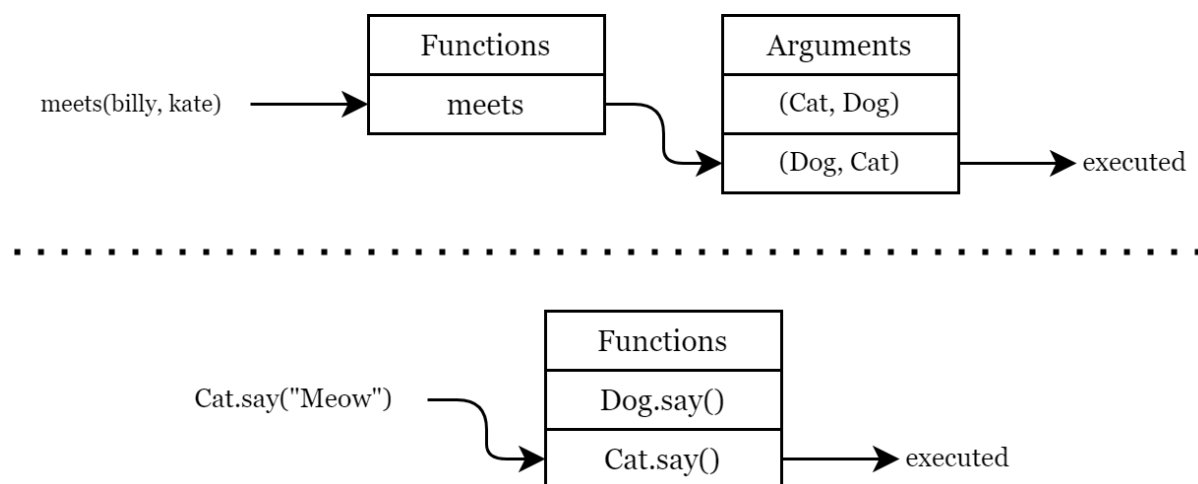 Functions
Arguments
meets(billy, kate)
meets
(Cat, Dog)
(Dog, Cat)
executed
Functions
Cat.say("Meow")
Dog.say()
Cat.say()
executed